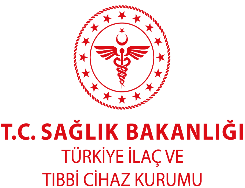 T.C. SAĞLIK BAKANLIĞI
TÜRKİYE İLAÇ VE
TIBBİ CİHAZ KURUMU